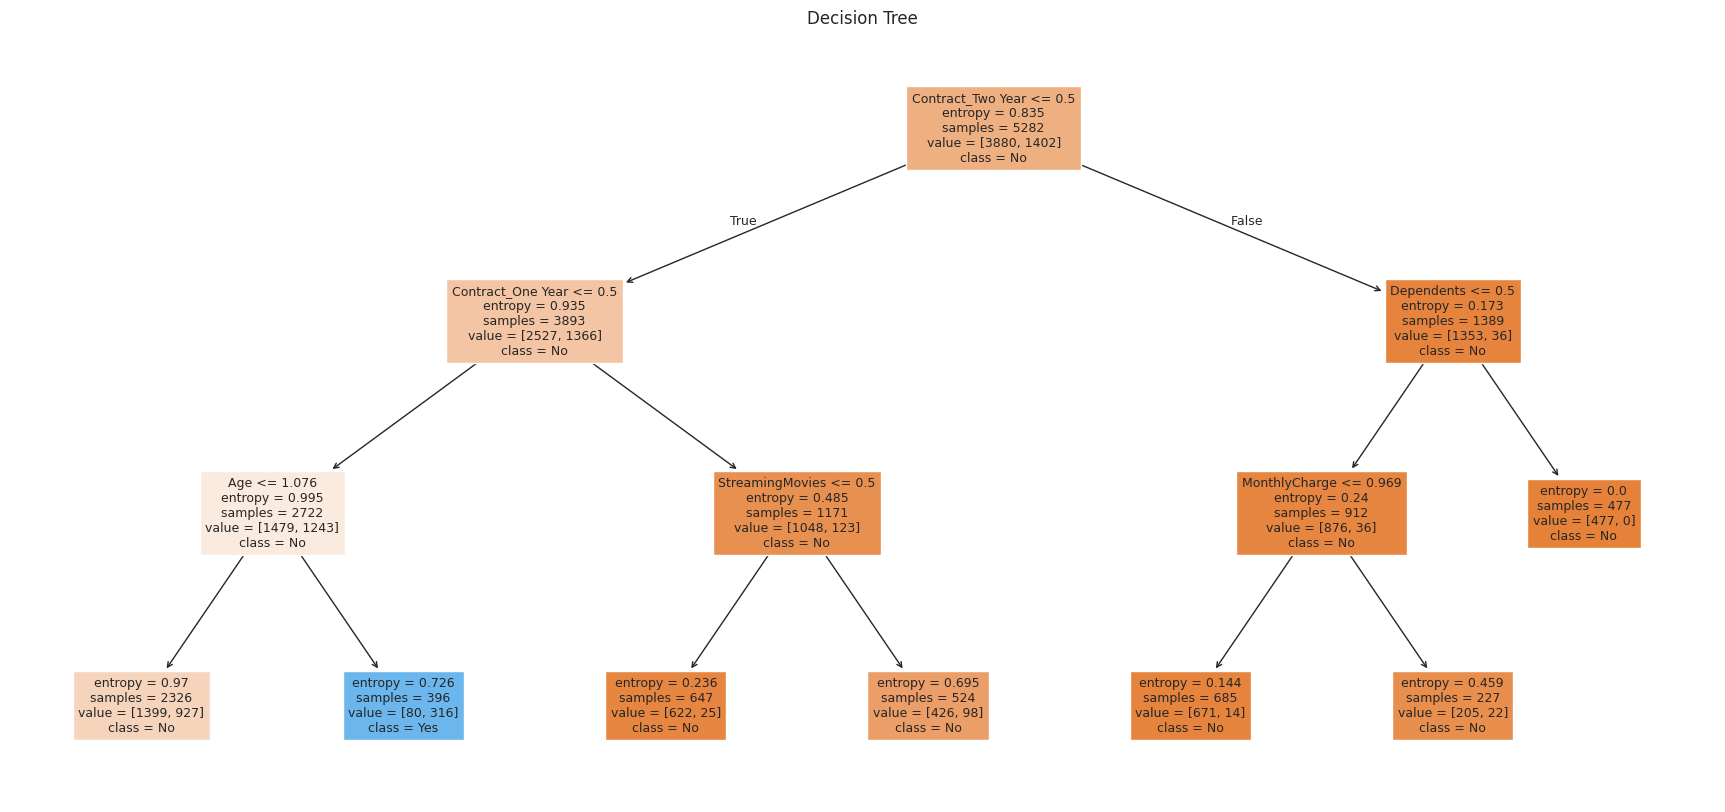 Decision Tree
Contract_Two Year <= 0.5
entropy = 0.835
samples = 5282
value = [3880, 1402]
class = No
True
False
Contract_One Year <= 0.5
entropy = 0.935
samples = 3893
value = [2527, 1366]
class = No
Dependents <= 0.5
entropy = 0.173
samples = 1389
value = [1353, 36]
class = No
Age <= 1.076
entropy = 0.995
samples = 2722
value = [1479, 1243]
class = No
StreamingMovies <= 0.5
entropy = 0.485
samples = 1171
value = [1048, 123]
class = No
MonthlyCharge <= 0.969
entropy = 0.24
samples = 912
value = [876, 36]
class = No
entropy = 0.0
samples = 477
value = [477, 0]
class = No
entropy = 0.97
samples = 2326
value = [1399, 927]
class = No
entropy = 0.726
samples = 396
value = [80, 316]
class = Yes
entropy = 0.236
samples = 647
value = [622, 25]
class = No
entropy = 0.695
samples = 524
value = [426, 98]
class = No
entropy = 0.144
samples = 685
value = [671, 14]
class = No
entropy = 0.459
samples = 227
value = [205, 22]
class = No